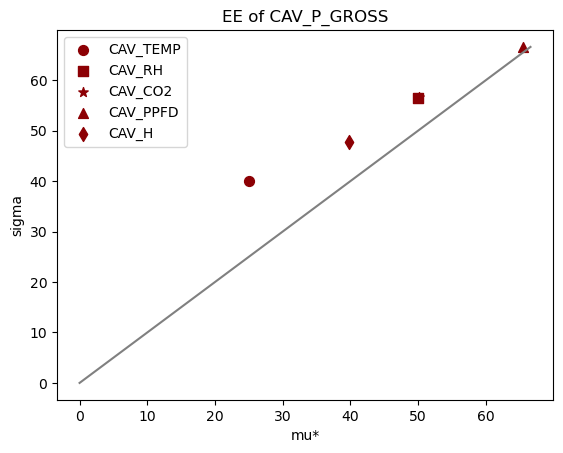 EE of CAV_P_GROSS
CAV_TEMP
CAV_RH
CAV_CO2
CAV_PPFD
CAV_H
60
50
40
30
20
10
0
sigma
0 10 20 30 40 50 60
mu*